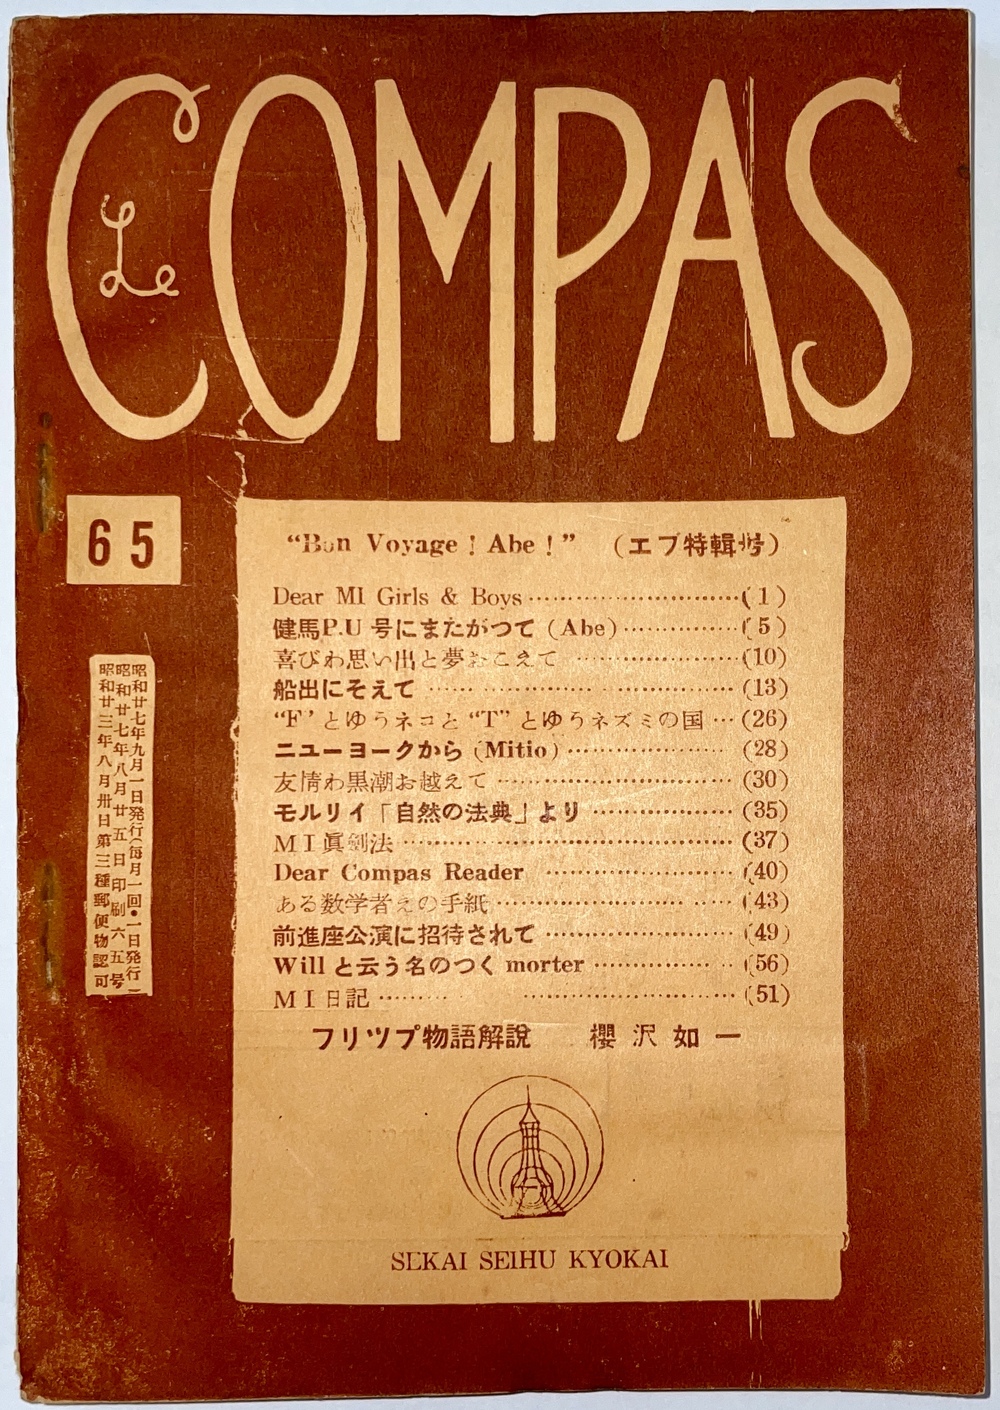 Le COMPAS
65
昭和廿七年九月一日発行(毎月一回・一日発行)
昭和廿七年八月廿五日印刷六五号
昭和廿三年八月卅日第三種郵便物認可
“Bon Voyage! Abe!” (エブ特輯号)
Dear MI Girls & Boys………(1)
健馬P.U号にまたがつて (Abe)………(5)
喜びわ思い出と夢おこえて………(10)
船出にそえて………(13)
“F’とゆうネコと“T”とゆうネズミの国…(26)
ニューヨークから (Mitio)………(28)
友情わ黒潮お越えて………(30)
モルリイ「自然の法典」より………(35)
MI眞剣法………(37)
Dear Compas Reader………(40)
ある数学者えの手紙………(43)
前進座公演に招待されて………(49)
Willと云う名のつく morter………(56)
MI日記………(51)
フリツプ物語解説 櫻沢如一
SEKAI SEIHU KYOKAI